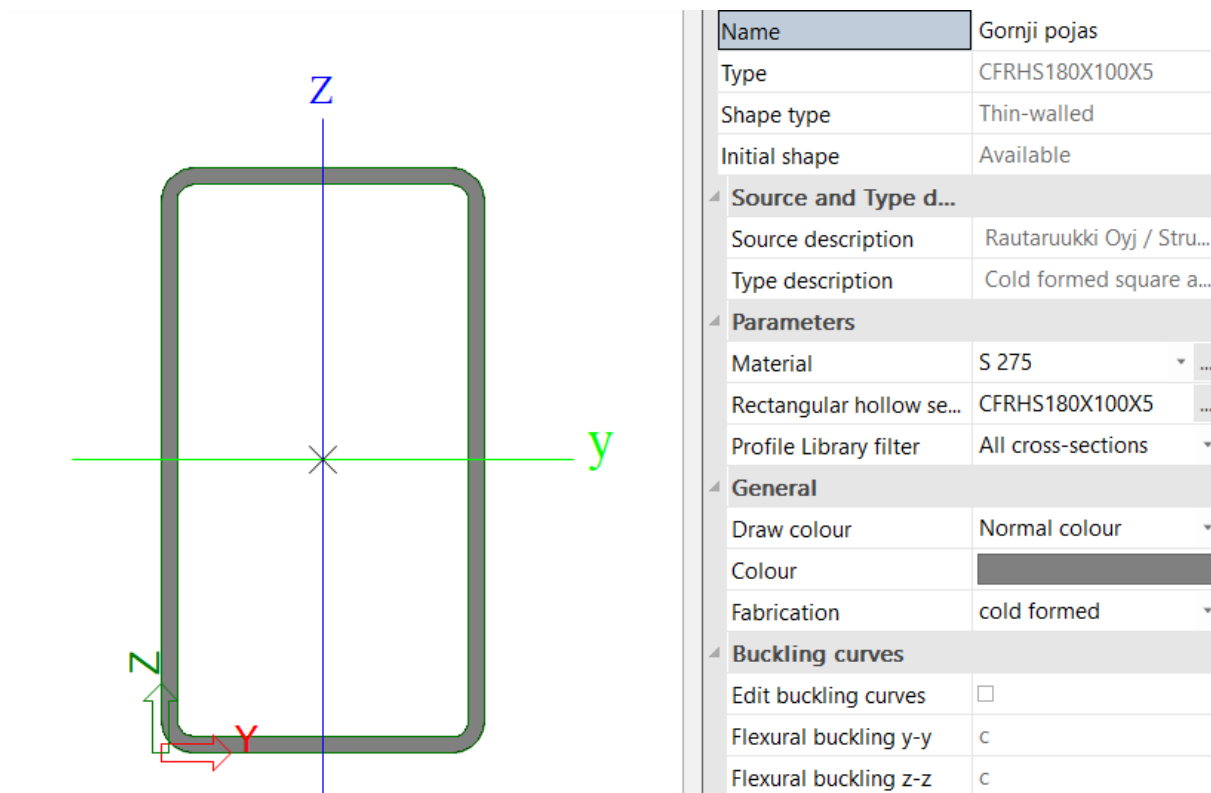 Z
y
Z
Y
Name Gornji pojas
Type CFRHS180X100X5
Shape type Thin-walled
Initial shape Available
Source and Type d...
Source description Rautaruukki Oyj / Stru...
Type description Cold formed square a...
Parameters
Material S 275 ...
Rectangular hollow se... CFRHS180X100X5 ...
Profile Library filter All cross-sections
General
Draw colour Normal colour
Colour
Fabrication cold formed
Buckling curves
Edit buckling curves
Flexural buckling y-y c
Flexural buckling z-z c